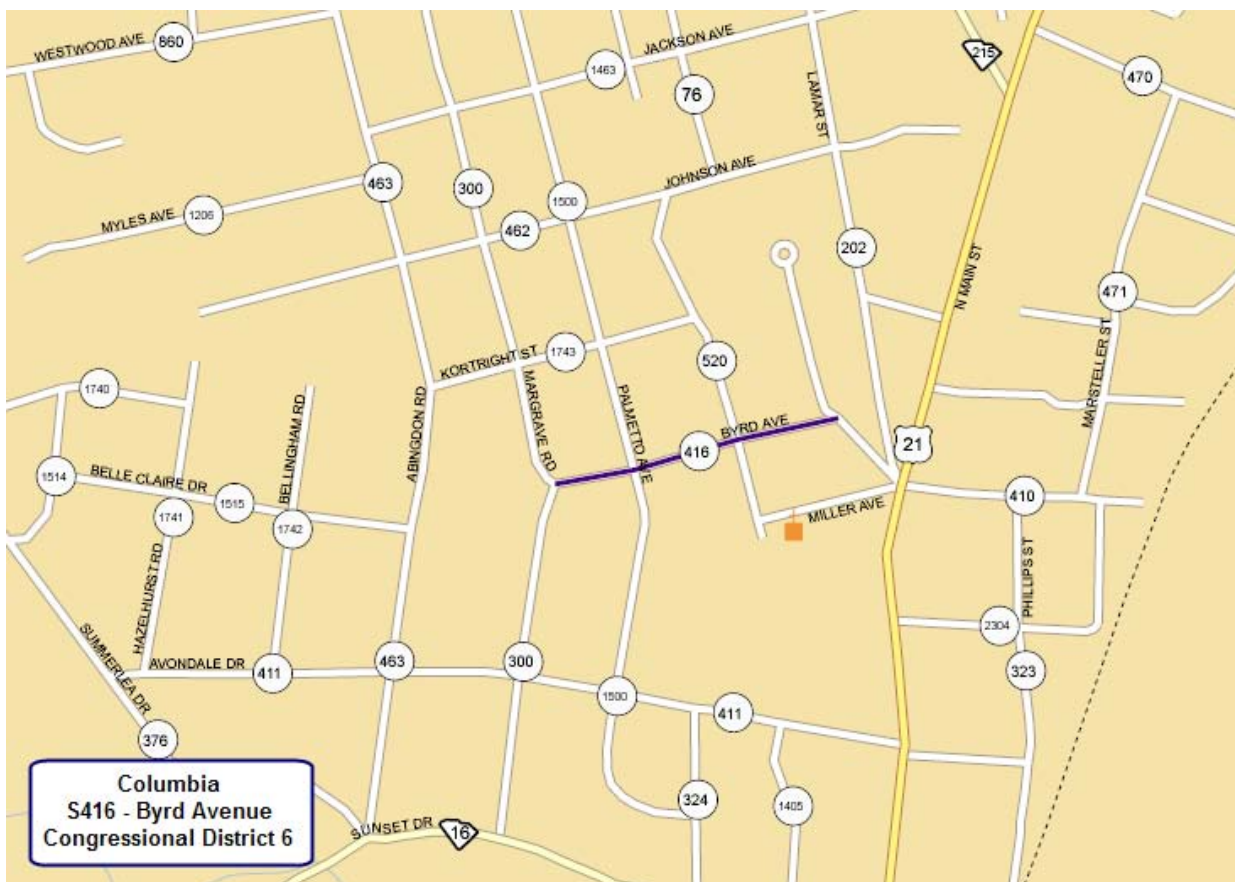 WESTWOOD AVE
860
JACKSON AVE
1463
215
470
76
LAMAR ST
JOHNSON AVE
463
300
1500
MYLES AVE
1206
462
202
N MAIN ST
471
KORTRIGHT ST
1743
520
MARSTELLER ST
1740
ABINGDON RD
MARGRAVE RD
PALMETTO AVE
BYRD AVE
416
21
BELLINGHAM RD
1514
BELLE CLAIRE DR
1515
1741
1742
410
MILLER AVE
HAZELHURST RD
PHILLIPS ST
2304
SUMMERLEA DR
AVONDALE DR
411
463
300
323
1500
411
376
324
1405
SUNSET DR
16
Columbia
S416 - Byrd Avenue
Congressional District 6